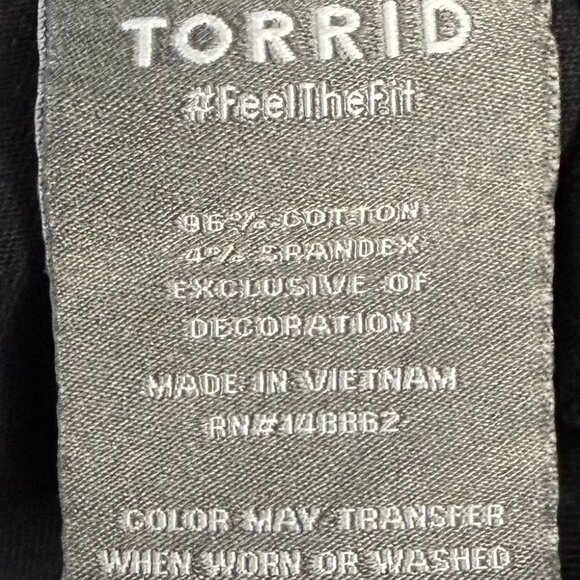 TORRID
#FeelTheFit
96% COTTON
4% SPANDEX
EXCLUSIVE OF
DECORATION
MADE IN VIETNAM
RN#148862
COLOR MAY TRANSFER
WHEN WORN OR WASHED